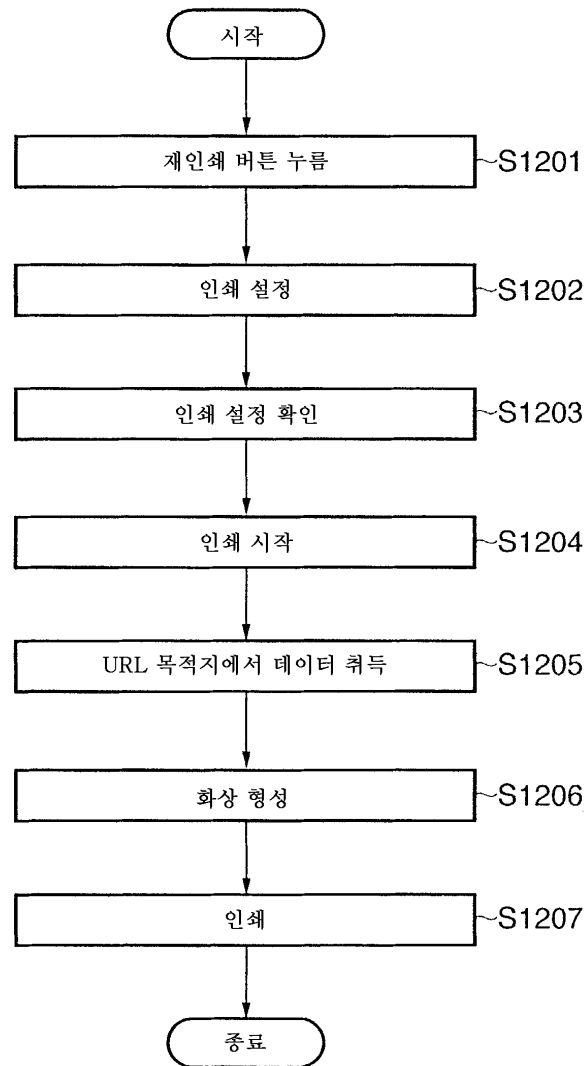 시작
재인쇄 버튼 누름 ~S1201
인쇄 설정 ~S1202
인쇄 설정 확인 ~S1203
인쇄 시작 ~S1204
URL 목적지에서 데이터 취득 ~S1205
화상 형성 ~S1206
인쇄 ~S1207
종료